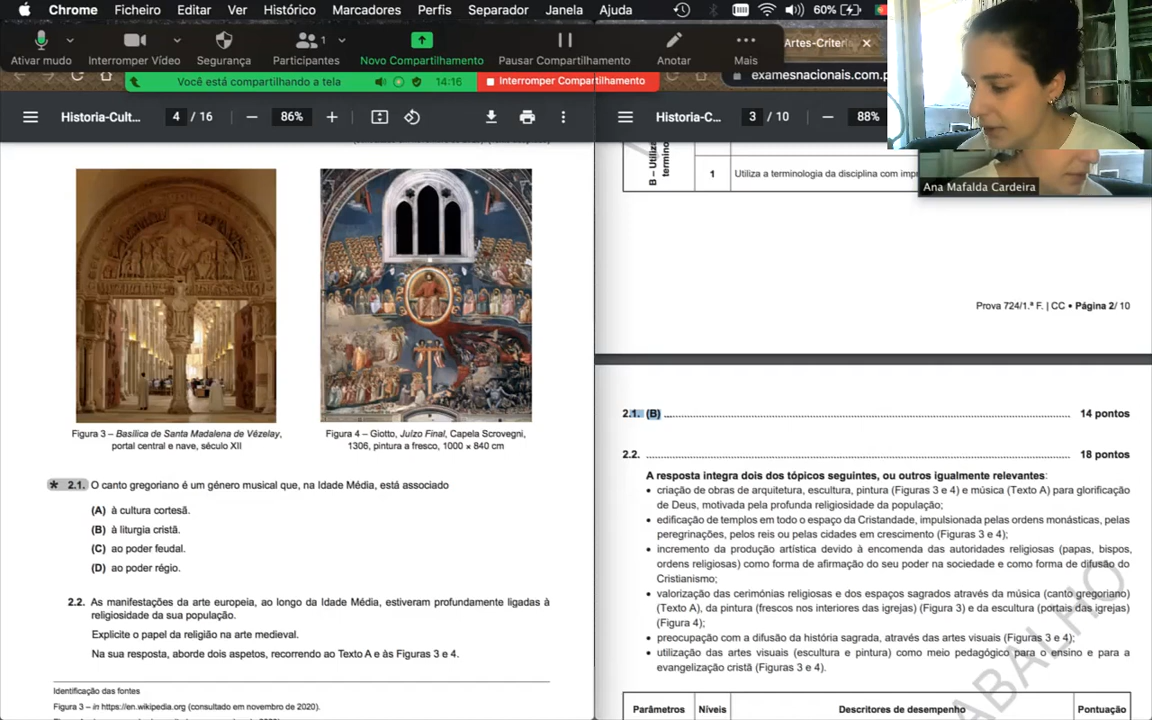 Chrome Ficheiro Editar Ver Histórico Marcadores Perfis Separador Janela Ajuda 60%
Ativar mudo Interromper Vídeo Segurança Participantes 1 Novo Compartilhamento Pausar Compartilhamento Anotar Mais
Artes-Criteri
Você está compartilhando a tela 14:16 Interromper Compartilhamento
examesnacionais.com.p
Historia-Cult... 4 / 16 86%
Historia-C... 3 / 10 88%
B – Utiliza
termino
1 Utiliza a terminologia da disciplina com imp
Ana Mafalda Cardeira
Prova 724/1.ª F. | CC • Página 2/ 10
Figura 3 – Basílica de Santa Madalena de Vézelay,
portal central e nave, século XII
Figura 4 – Giotto, Juízo Final, Capela Scrovegni,
1306, pintura a fresco, 1000 × 840 cm
* 2.1. O canto gregoriano é um género musical que, na Idade Média, está associado
(A) à cultura cortesã.
(B) à liturgia cristã.
(C) ao poder feudal.
(D) ao poder régio.
2.2. As manifestações da arte europeia, ao longo da Idade Média, estiveram profundamente ligadas à
religiosidade da sua população.
Explicite o papel da religião na arte medieval.
Na sua resposta, aborde dois aspetos, recorrendo ao Texto A e às Figuras 3 e 4.
Identificação das fontes
Figura 3 – in https://en.wikipedia.org (consultado em novembro de 2020).
2.1. (B) 14 pontos
2.2. 18 pontos
A resposta integra dois dos tópicos seguintes, ou outros igualmente relevantes:
• criação de obras de arquitetura, escultura, pintura (Figuras 3 e 4) e música (Texto A) para glorificação
de Deus, motivada pela profunda religiosidade da população;
• edificação de templos em todo o espaço da Cristandade, impulsionada pelas ordens monásticas, pelas
peregrinações, pelos reis ou pelas cidades em crescimento (Figuras 3 e 4);
• incremento da produção artística devido à encomenda das autoridades religiosas (papas, bispos,
ordens religiosas) como forma de afirmação do seu poder na sociedade e como forma de difusão do
Cristianismo;
• valorização das cerimónias religiosas e dos espaços sagrados através da música (canto gregoriano)
(Texto A), da pintura (frescos nos interiores das igrejas) (Figura 3) e da escultura (portais das igrejas)
(Figura 4);
• preocupação com a difusão da história sagrada, através das artes visuais (Figuras 3 e 4);
• utilização das artes visuais (escultura e pintura) como meio pedagógico para o ensino e para a
evangelização cristã (Figuras 3 e 4).
Parâmetros Níveis Descritores de desempenho Pontuação
ABALHO